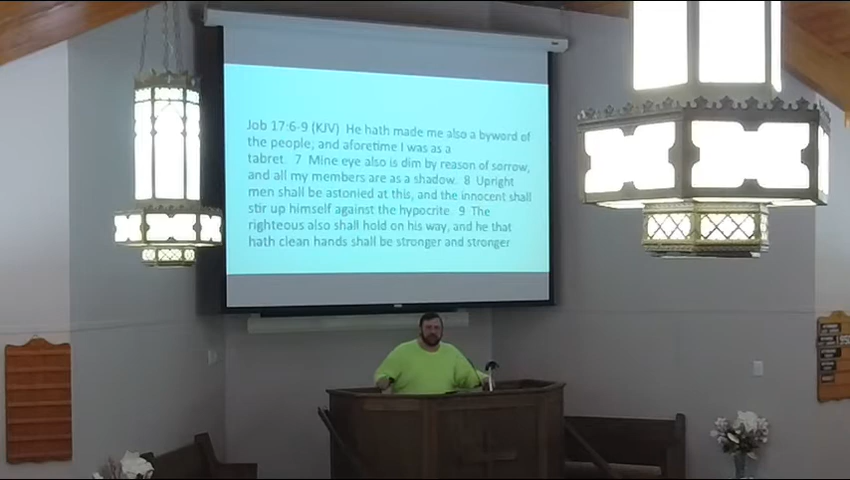 Job 17:6-9 (KJV)  He hath made me also a byword of
the people; and aforetime I was as a
tabret.  7  Mine eye also is dim by reason of sorrow,
and all my members are as a shadow.  8  Upright
men shall be astonied at this, and the innocent shall
stir up himself against the hypocrite.  9  The
righteous also shall hold on his way, and he that
hath clean hands shall be stronger and stronger